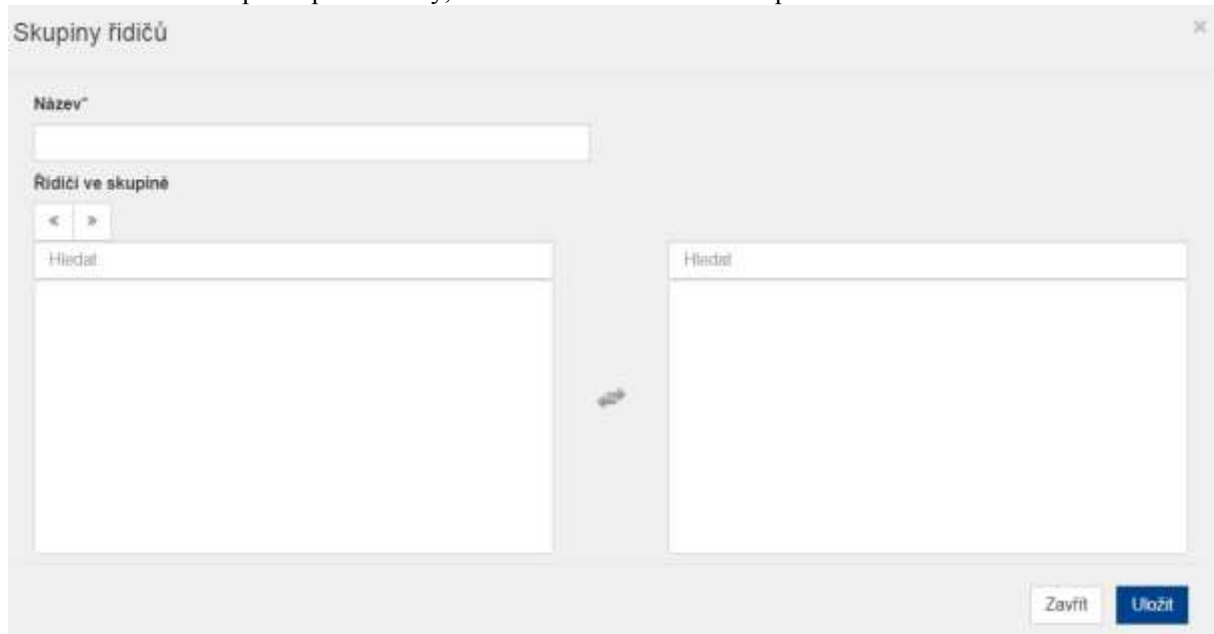 Skupiny řidičů
×
Název*
Řidiči ve skupině
« »
Hledat Hledat
Zavřít Uložit